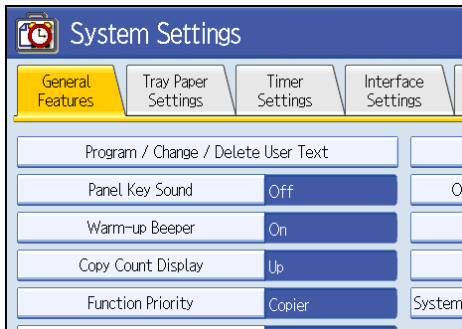 System Settings
General
Features
Tray Paper
Settings
Timer
Settings
Interface
Settings
Program / Change / Delete User Text
Panel Key Sound Off
O
Warm-up Beeper On
Copy Count Display Up
Function Priority Copier
System